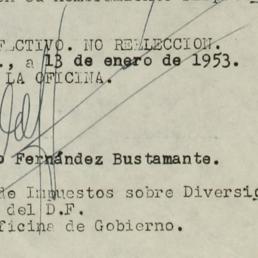 FECTIVO. NO REELECCION.
., a 13 de enero de 1953.
LA OFICINA.
o Fernández Bustamante.
de Impuestos sobre Diversio
del D.F.
ficina de Gobierno.